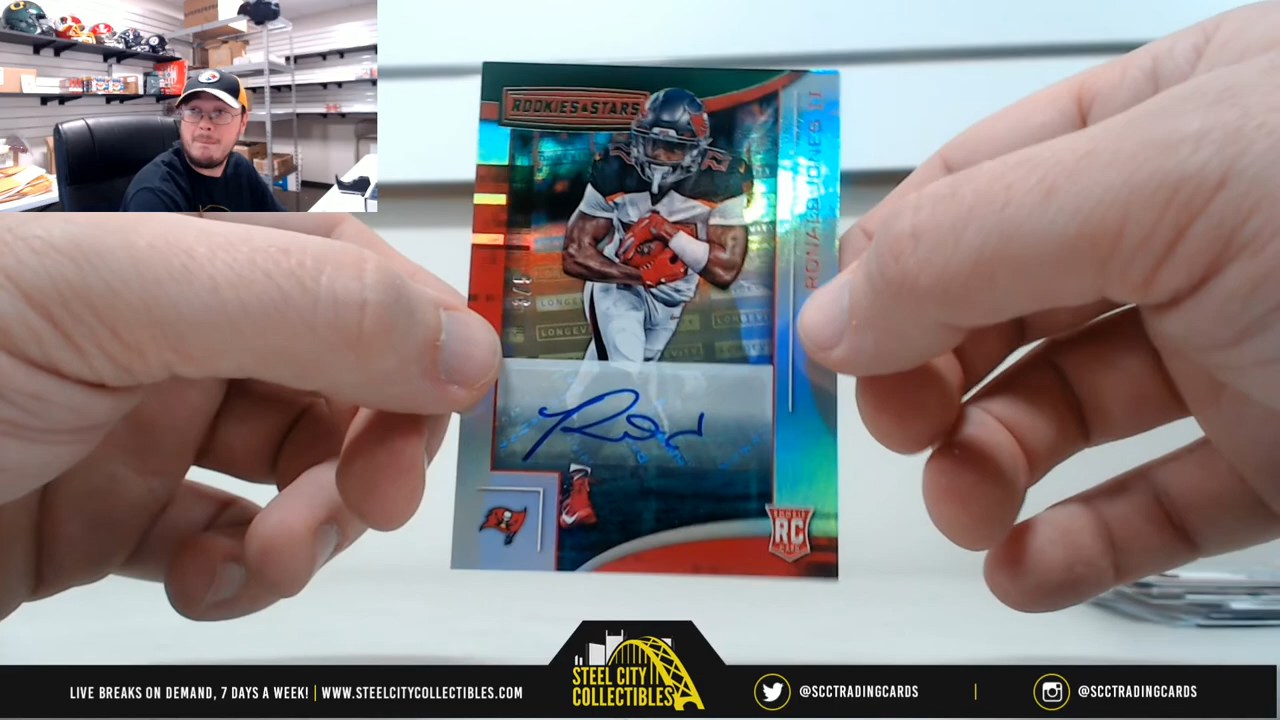 ROOKIES & STARS
RONALD JONES II
LONGEVITY
RC
STEEL CITY
COLLECTIBLES
LIVE BREAKS ON DEMAND, 7 DAYS A WEEK! | WWW.STEELCITYCOLLECTIBLES.COM
@SCCTRADINGCARDS | @SCCTRADINGCARDS